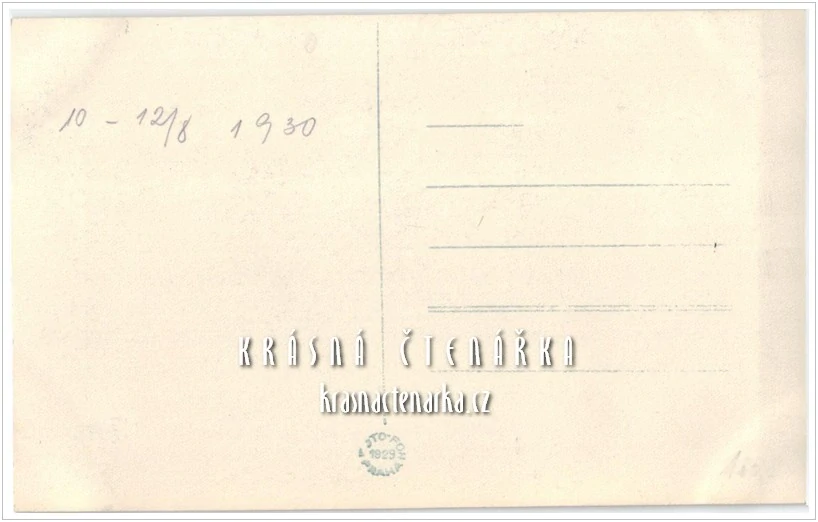 10 - 12/8 1930
KRÁSNÁ ČTENÁŘKA
krasnactenarka.cz
1929
PRAHA